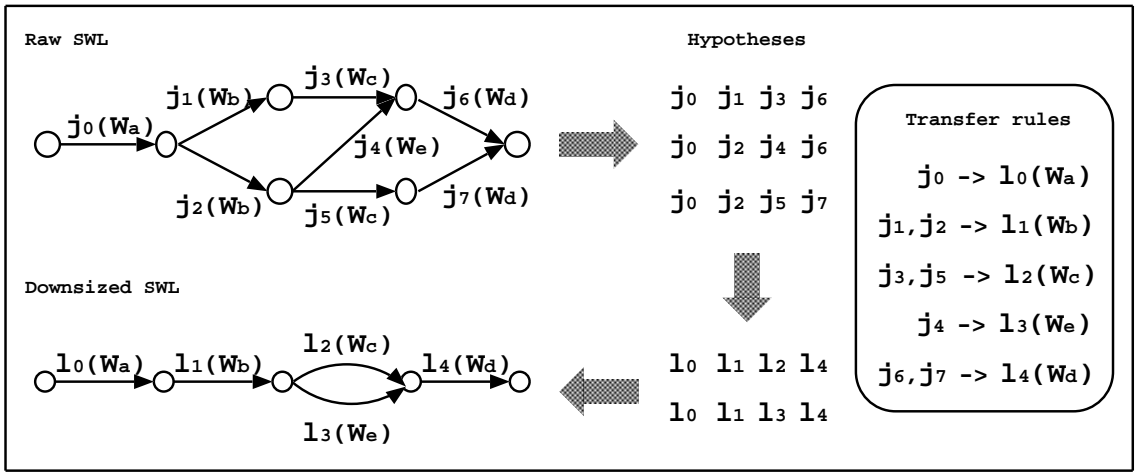 Raw SWL
j0(Wa)
j1(Wb)
j3(Wc)
j6(Wd)
j4(We)
j2(Wb)
j5(Wc)
j7(Wd)
Hypotheses
j0 j1 j3 j6
j0 j2 j4 j6
j0 j2 j5 j7
Transfer rules
j0 -> l0(Wa)
j1,j2 -> l1(Wb)
j3,j5 -> l2(Wc)
j4 -> l3(We)
j6,j7 -> l4(Wd)
Downsized SWL
l0(Wa)
l1(Wb)
l2(Wc)
l4(Wd)
l3(We)
l0 l1 l2 l4
l0 l1 l3 l4